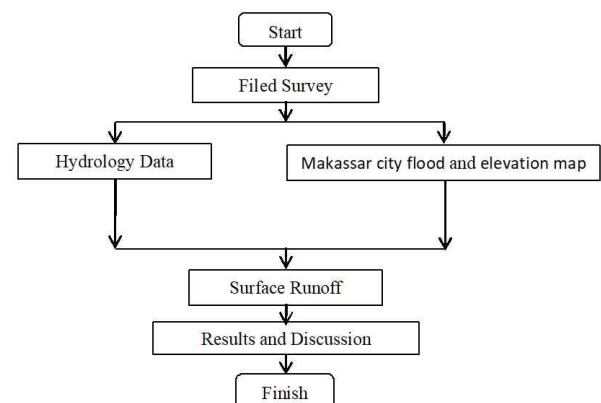 Start
Filed Survey
Hydrology Data
Makassar city flood and elevation map
Surface Runoff
Results and Discussion
Finish